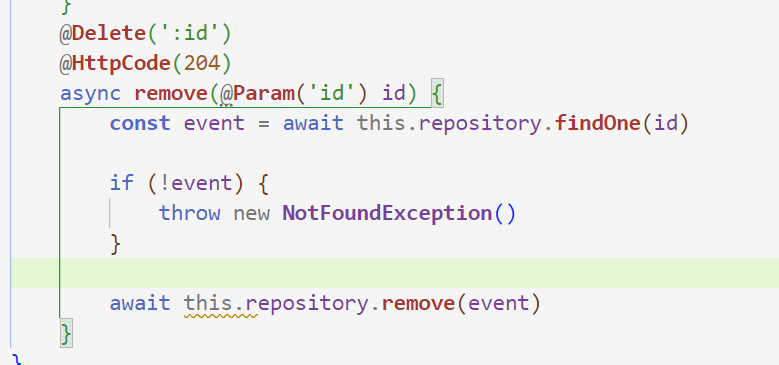 }
@Delete(':id')
@HttpCode(204)
async remove(@Param('id') id) {
const event = await this.repository.findOne(id)
if (!event) {
throw new NotFoundException()
}
await this.repository.remove(event)
}
}